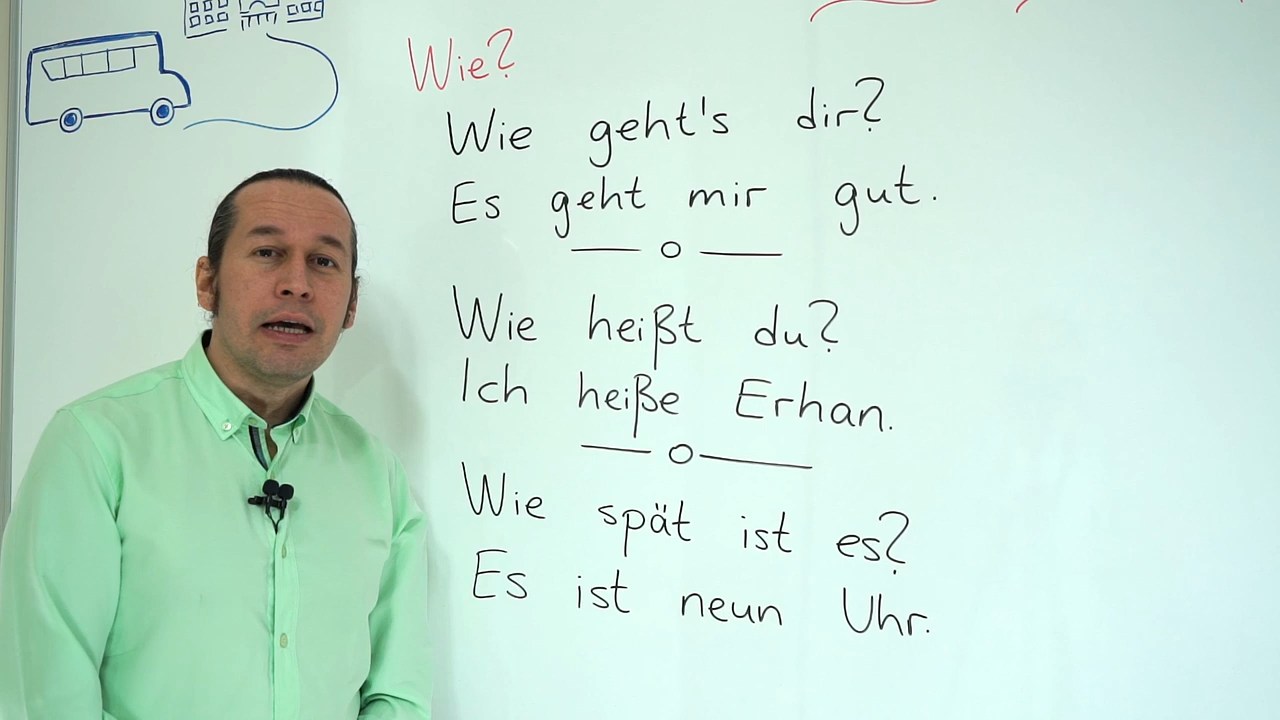 Wie?
Wie geht's dir?
Es geht mir gut.
Wie heißt du?
Ich heiße Erhan.
Wie spät ist es?
Es ist neun Uhr.